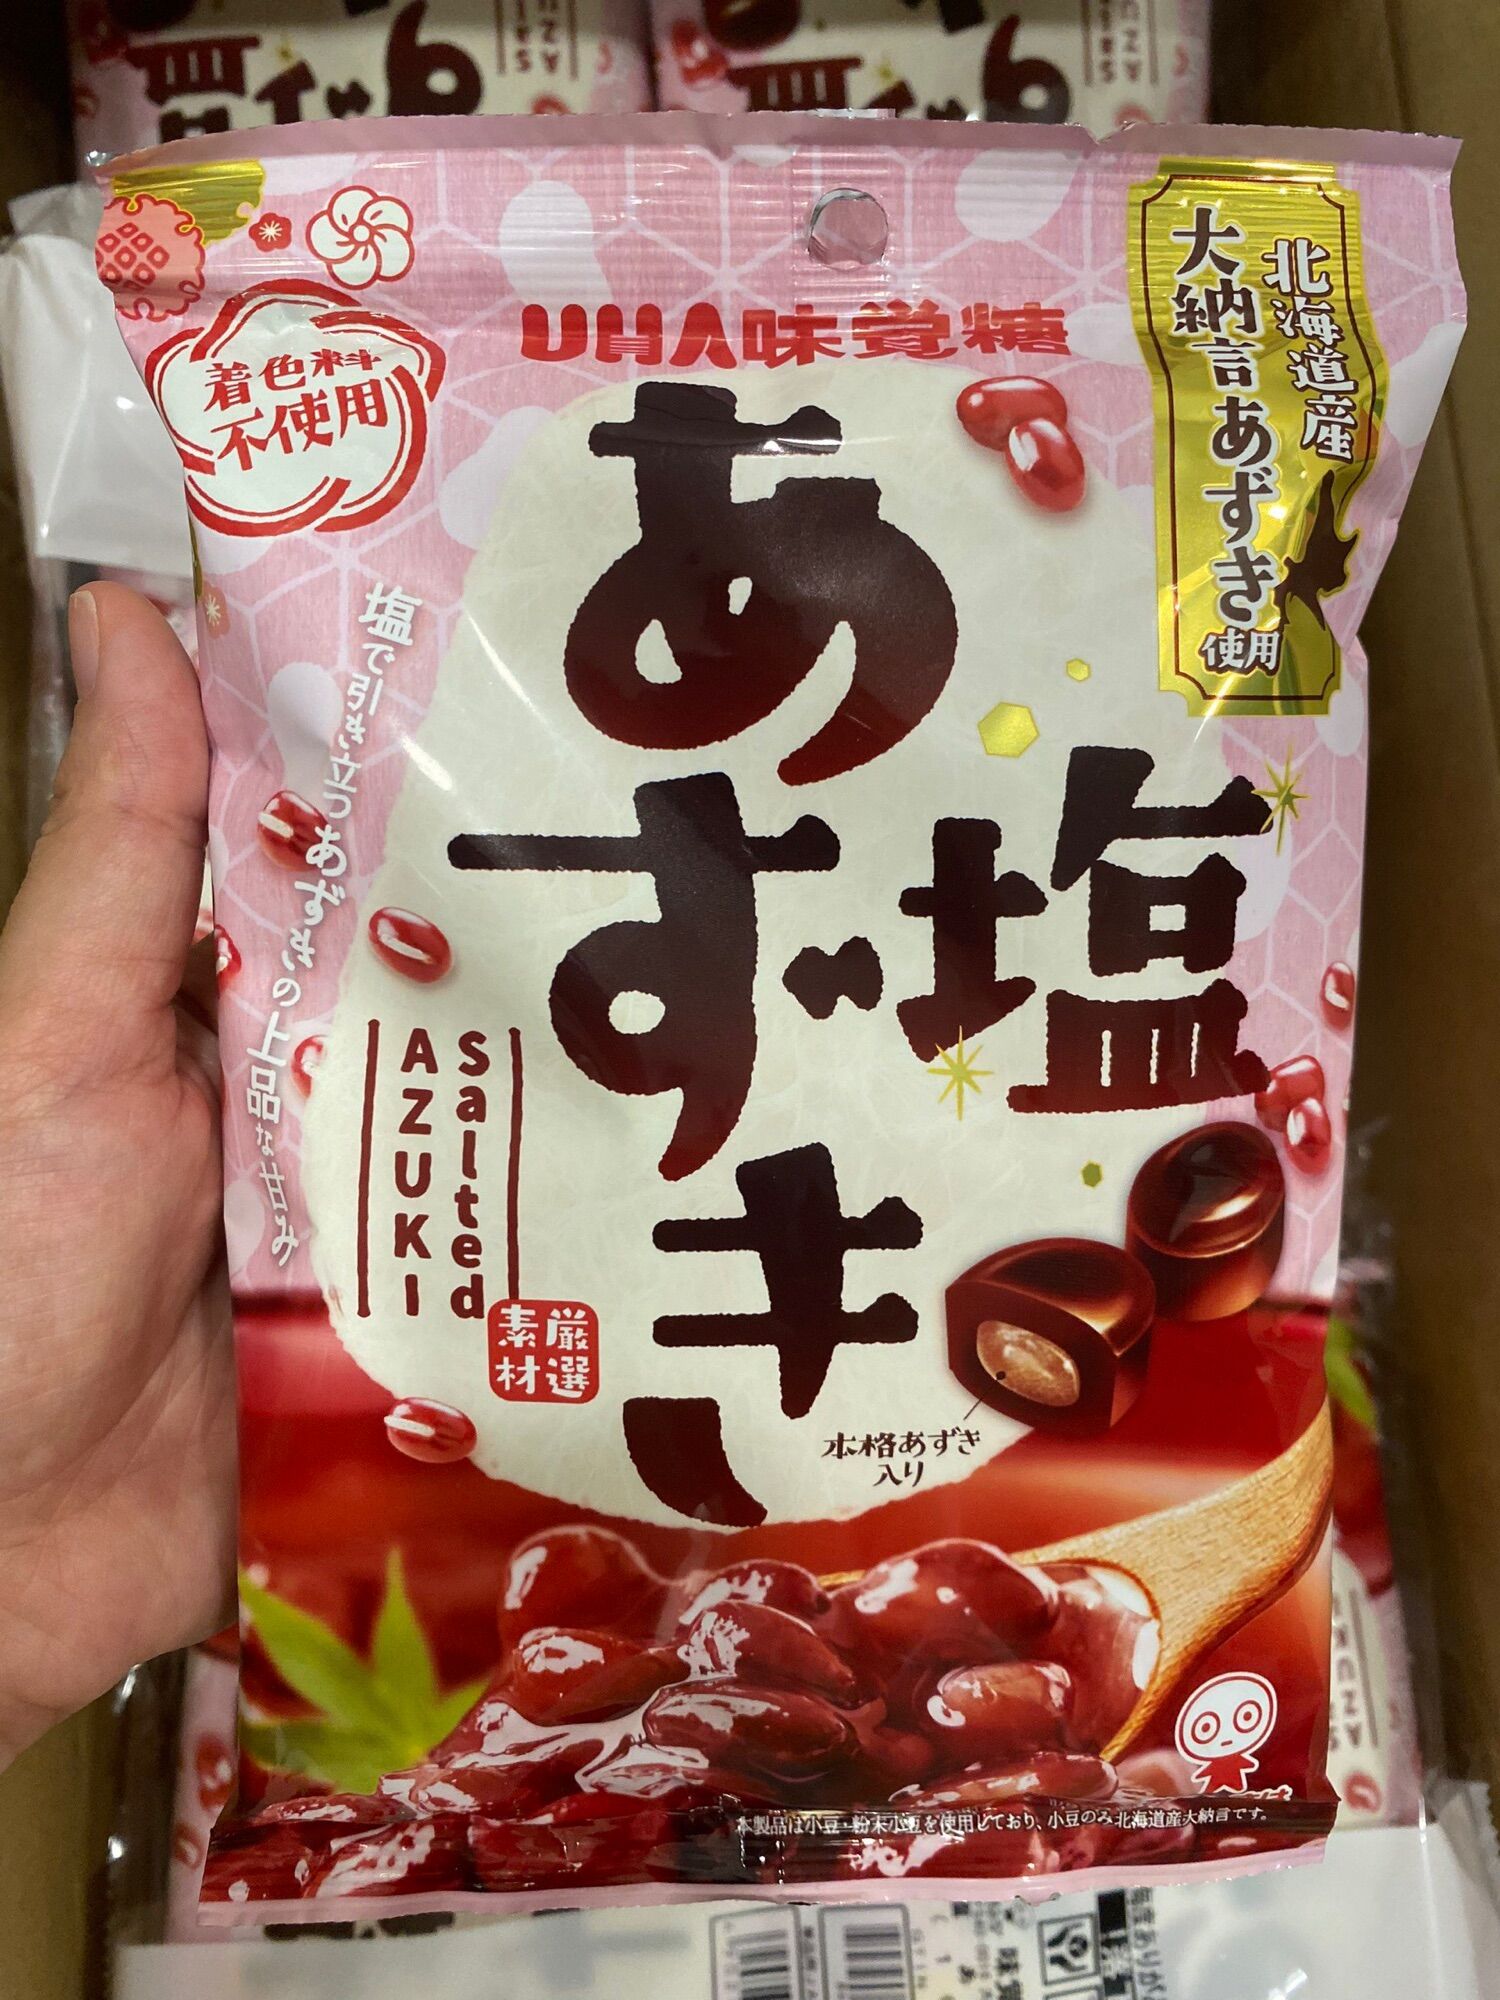 UHA味覚糖
着色料
不使用
北海道産
大納言あずき使用
塩あずき
塩で引き立つあずきの上品な甘み
Salted
AZUKI
厳選
素材
本格あずき
入り
本製品は小豆・粉末小豆を使用しており、小豆のみ北海道産大納言です。